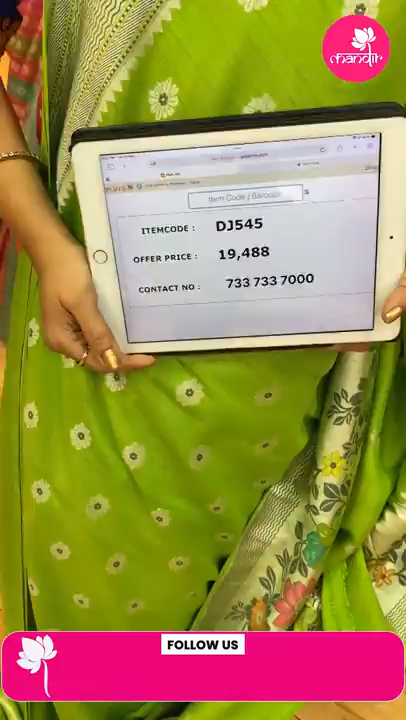 mandir
Item Code / Barcode
ITEMCODE : DJ545
OFFER PRICE : 19,488
CONTACT NO : 733 733 7000
FOLLOW US